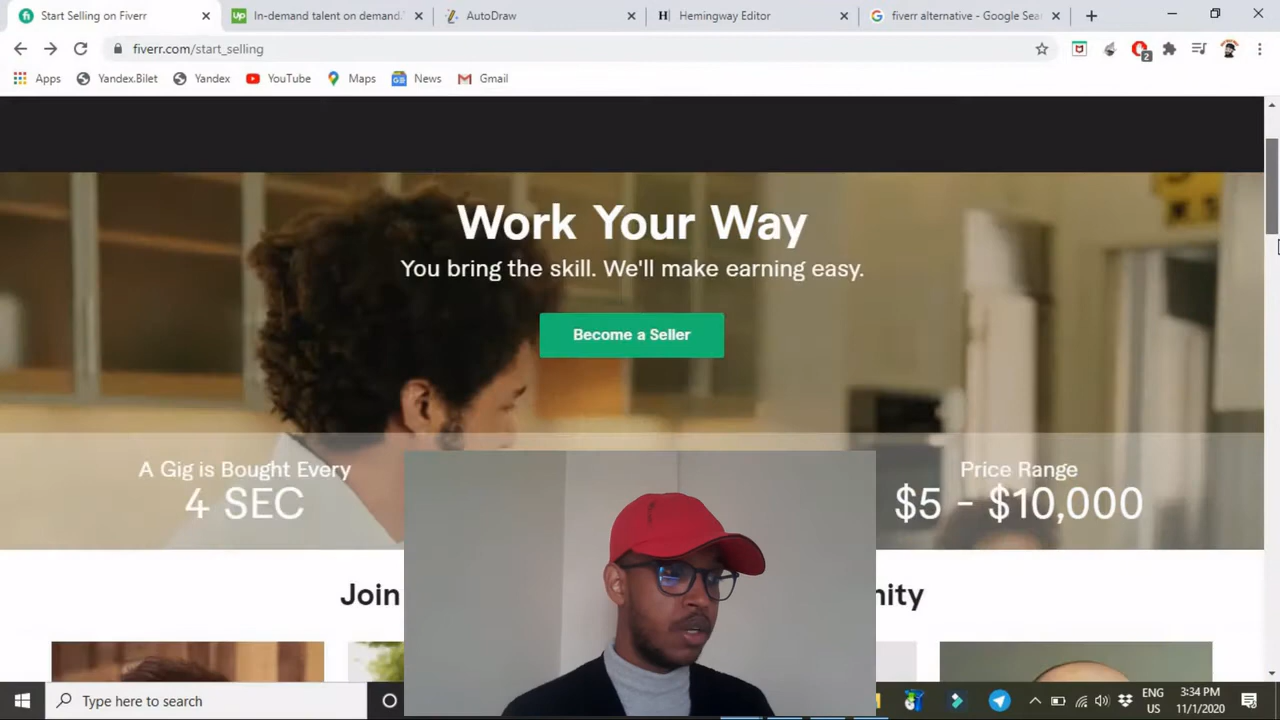 Start Selling on Fiverr
In-demand talent on demand.
AutoDraw
Hemingway Editor
fiverr alternative - Google Sea
fiverr.com/start_selling
2
Apps
Yandex.Bilet
Yandex
YouTube
Maps
News
Gmail
Work Your Way
You bring the skill. We'll make earning easy.
Become a Seller
A Gig is Bought Every
4 SEC
Price Range
$5 - $10,000
Join
nity
Type here to search
ENG
US
3:34 PM
11/1/2020